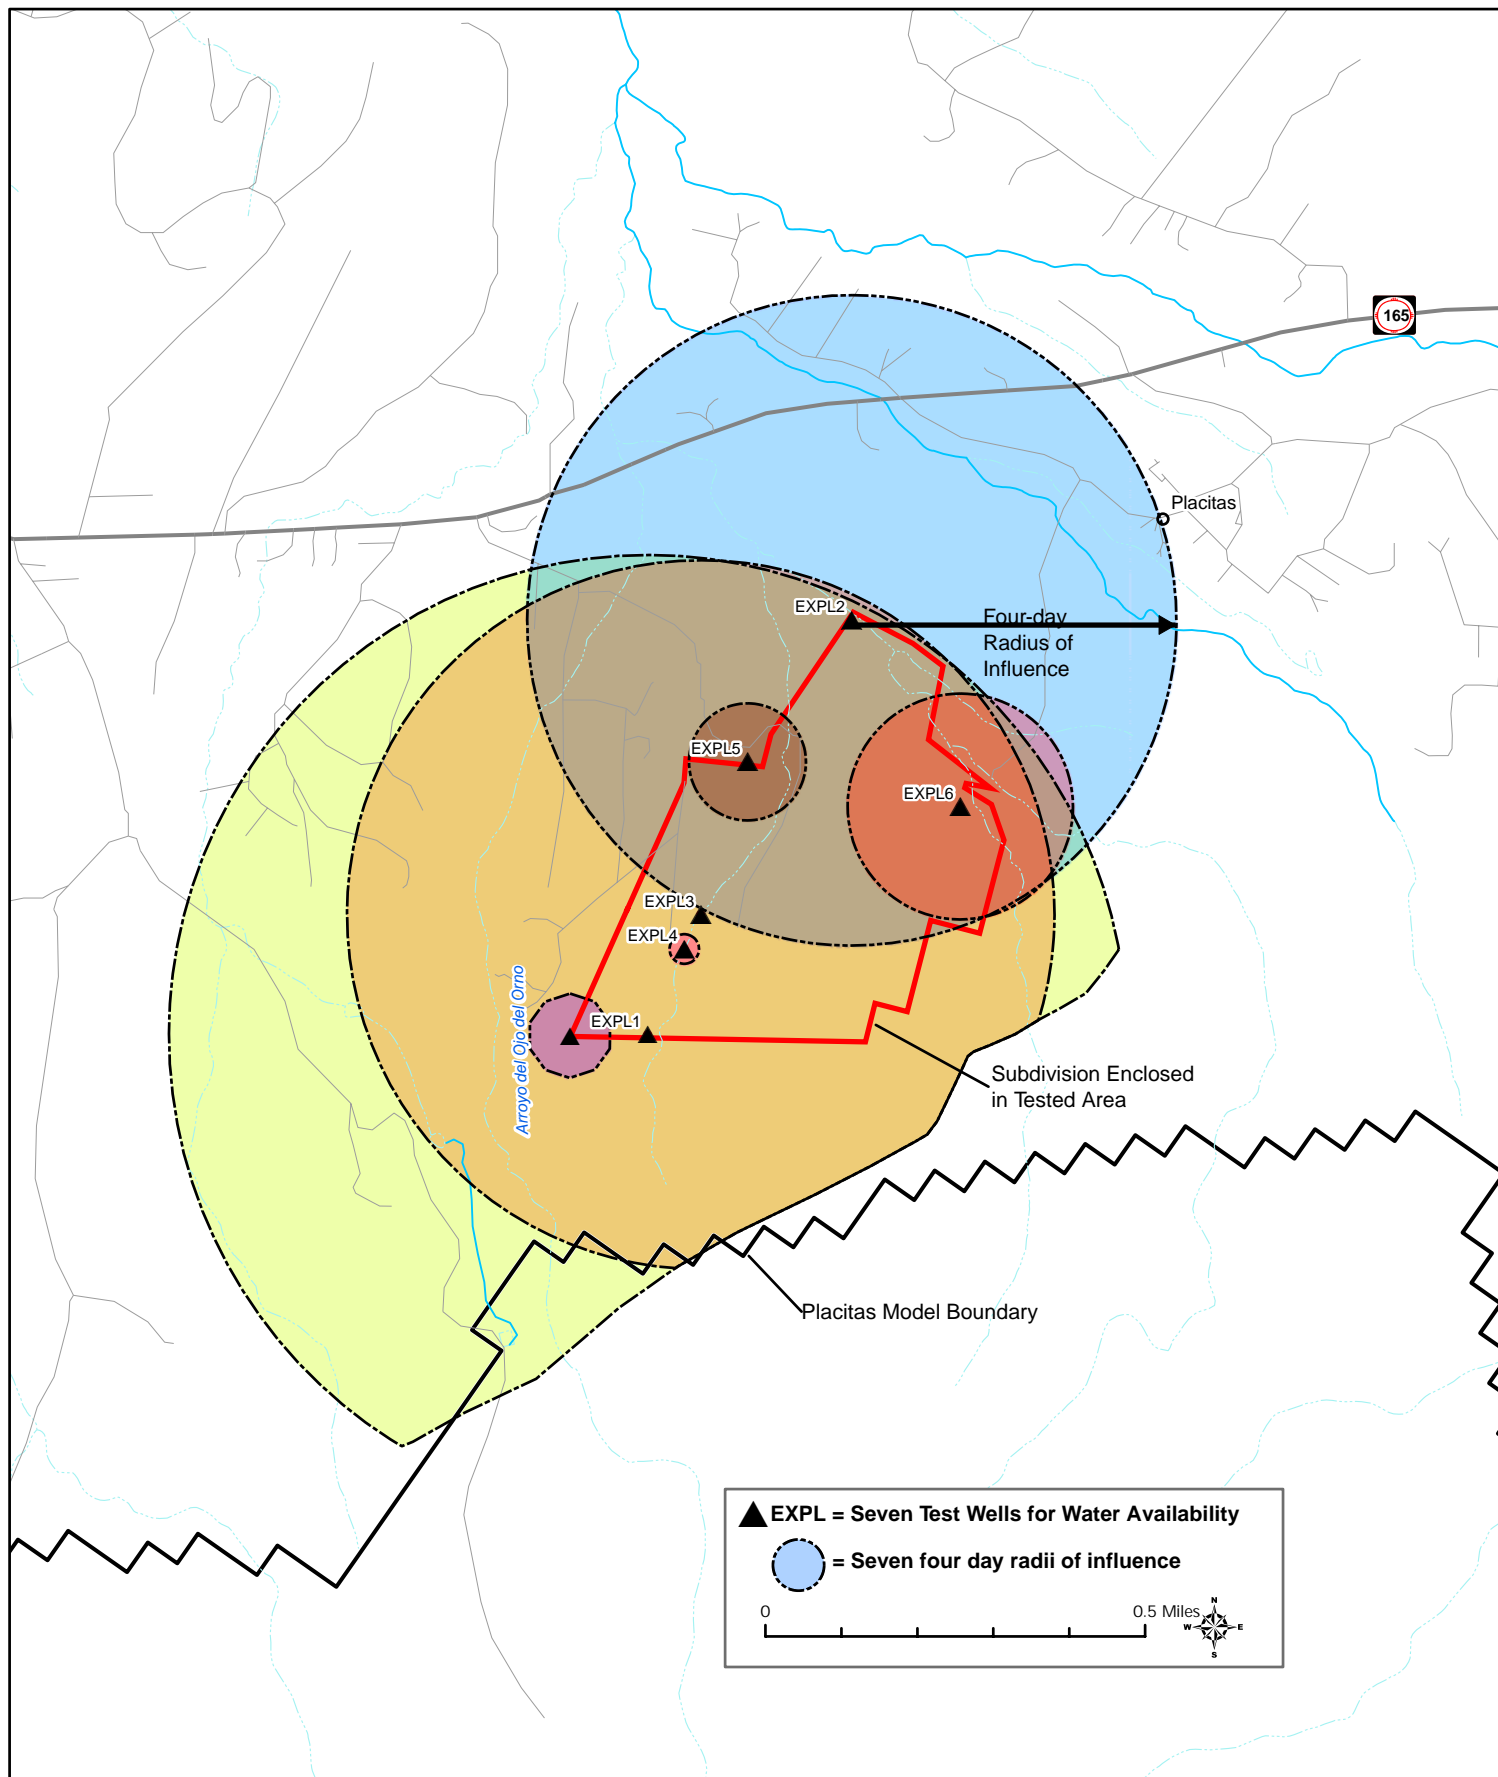 165
Placitas
EXPL2
Four-day
Radius of
Influence
EXPL5
EXPL6
EXPL3
EXPL4
Arroyo del Ojo del Orno
EXPL1
Subdivision Enclosed
in Tested Area
Placitas Model Boundary
EXPL = Seven Test Wells for Water Availability
= Seven four day radii of influence
0 0.5 Miles
N
W E
S